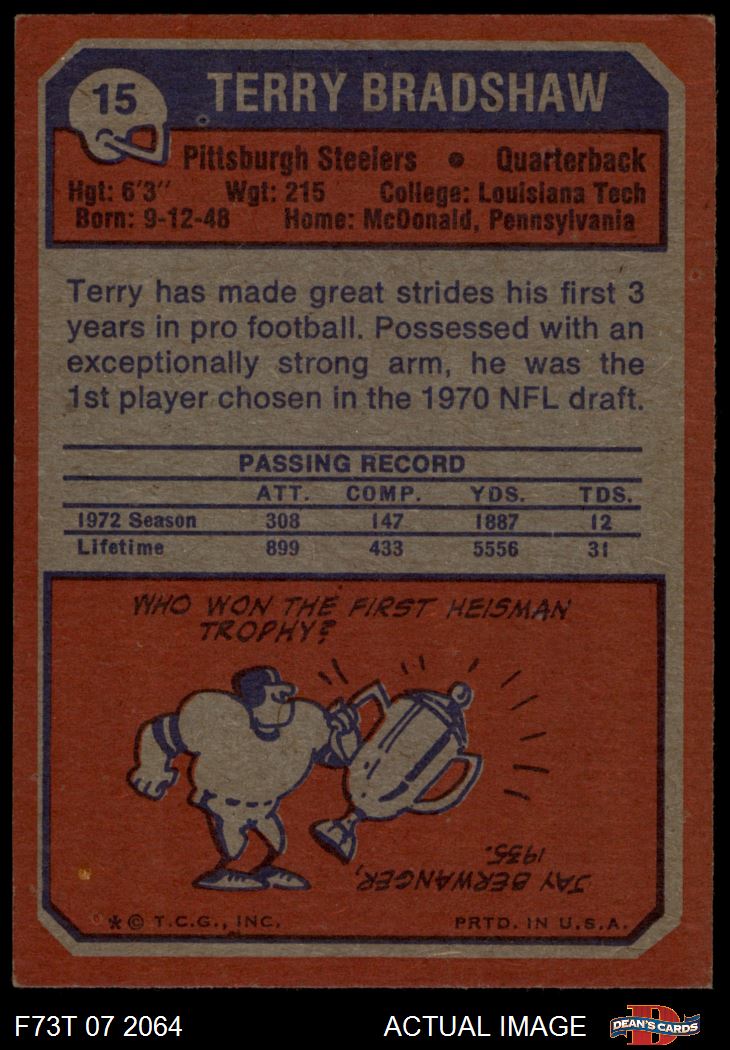 15
TERRY BRADSHAW
Pittsburgh Steelers • Quarterback
Hgt: 6'3" Wgt: 215 College: Louisiana Tech
Born: 9-12-48 Home: McDonald, Pennsylvania
Terry has made great strides his first 3
years in pro football. Possessed with an
exceptionally strong arm, he was the
1st player chosen in the 1970 NFL draft.
PASSING RECORD
ATT. COMP. YDS. TDS.
1972 Season 308 147 1887 12
Lifetime 899 433 5556 31
WHO WON THE FIRST HEISMAN
TROPHY?
JAY BERWANGER,
1935.
*© T.C.G., INC. PRTD. IN U.S.A.
F73T 07 2064 ACTUAL IMAGE
D
DEAN'S CARDS